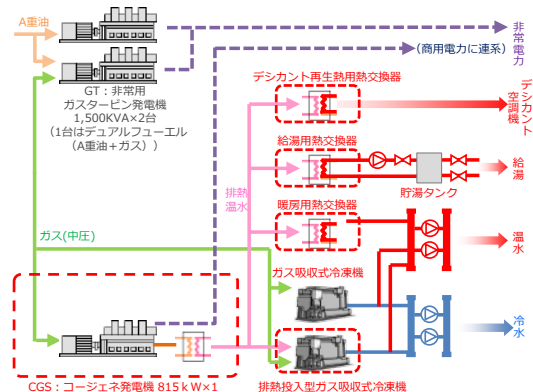 A重油
非常電力
(商用電力に連系)
GT：非常用
ガスタービン発電機
1,500KVA×2台
(1台はデュアルフューエル
(A重油＋ガス))
デシカント再生熱用熱交換器
デシカント
空調機
給湯用熱交換器
給湯
貯湯タンク
排熱
温水
暖房用熱交換器
温水
ガス(中圧)
ガス吸収式冷凍機
冷水
CGS：コージェネ発電機 815ｋW×1
排熱投入型ガス吸収式冷凍機